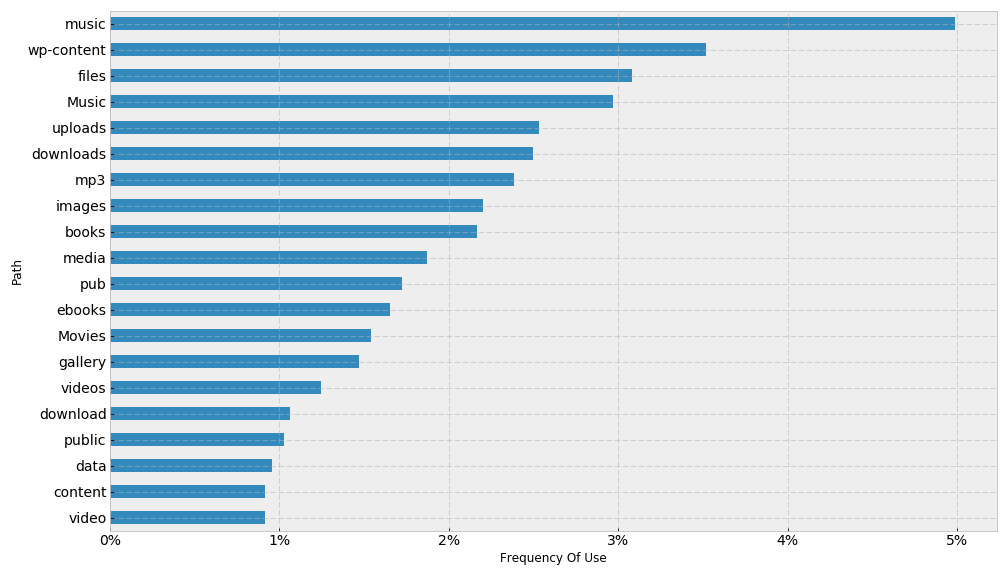 music
wp-content
files
Music
uploads
downloads
mp3
images
books
media
pub
ebooks
Movies
gallery
videos
download
public
data
content
video
Path
0% 1% 2% 3% 4% 5%
Frequency Of Use